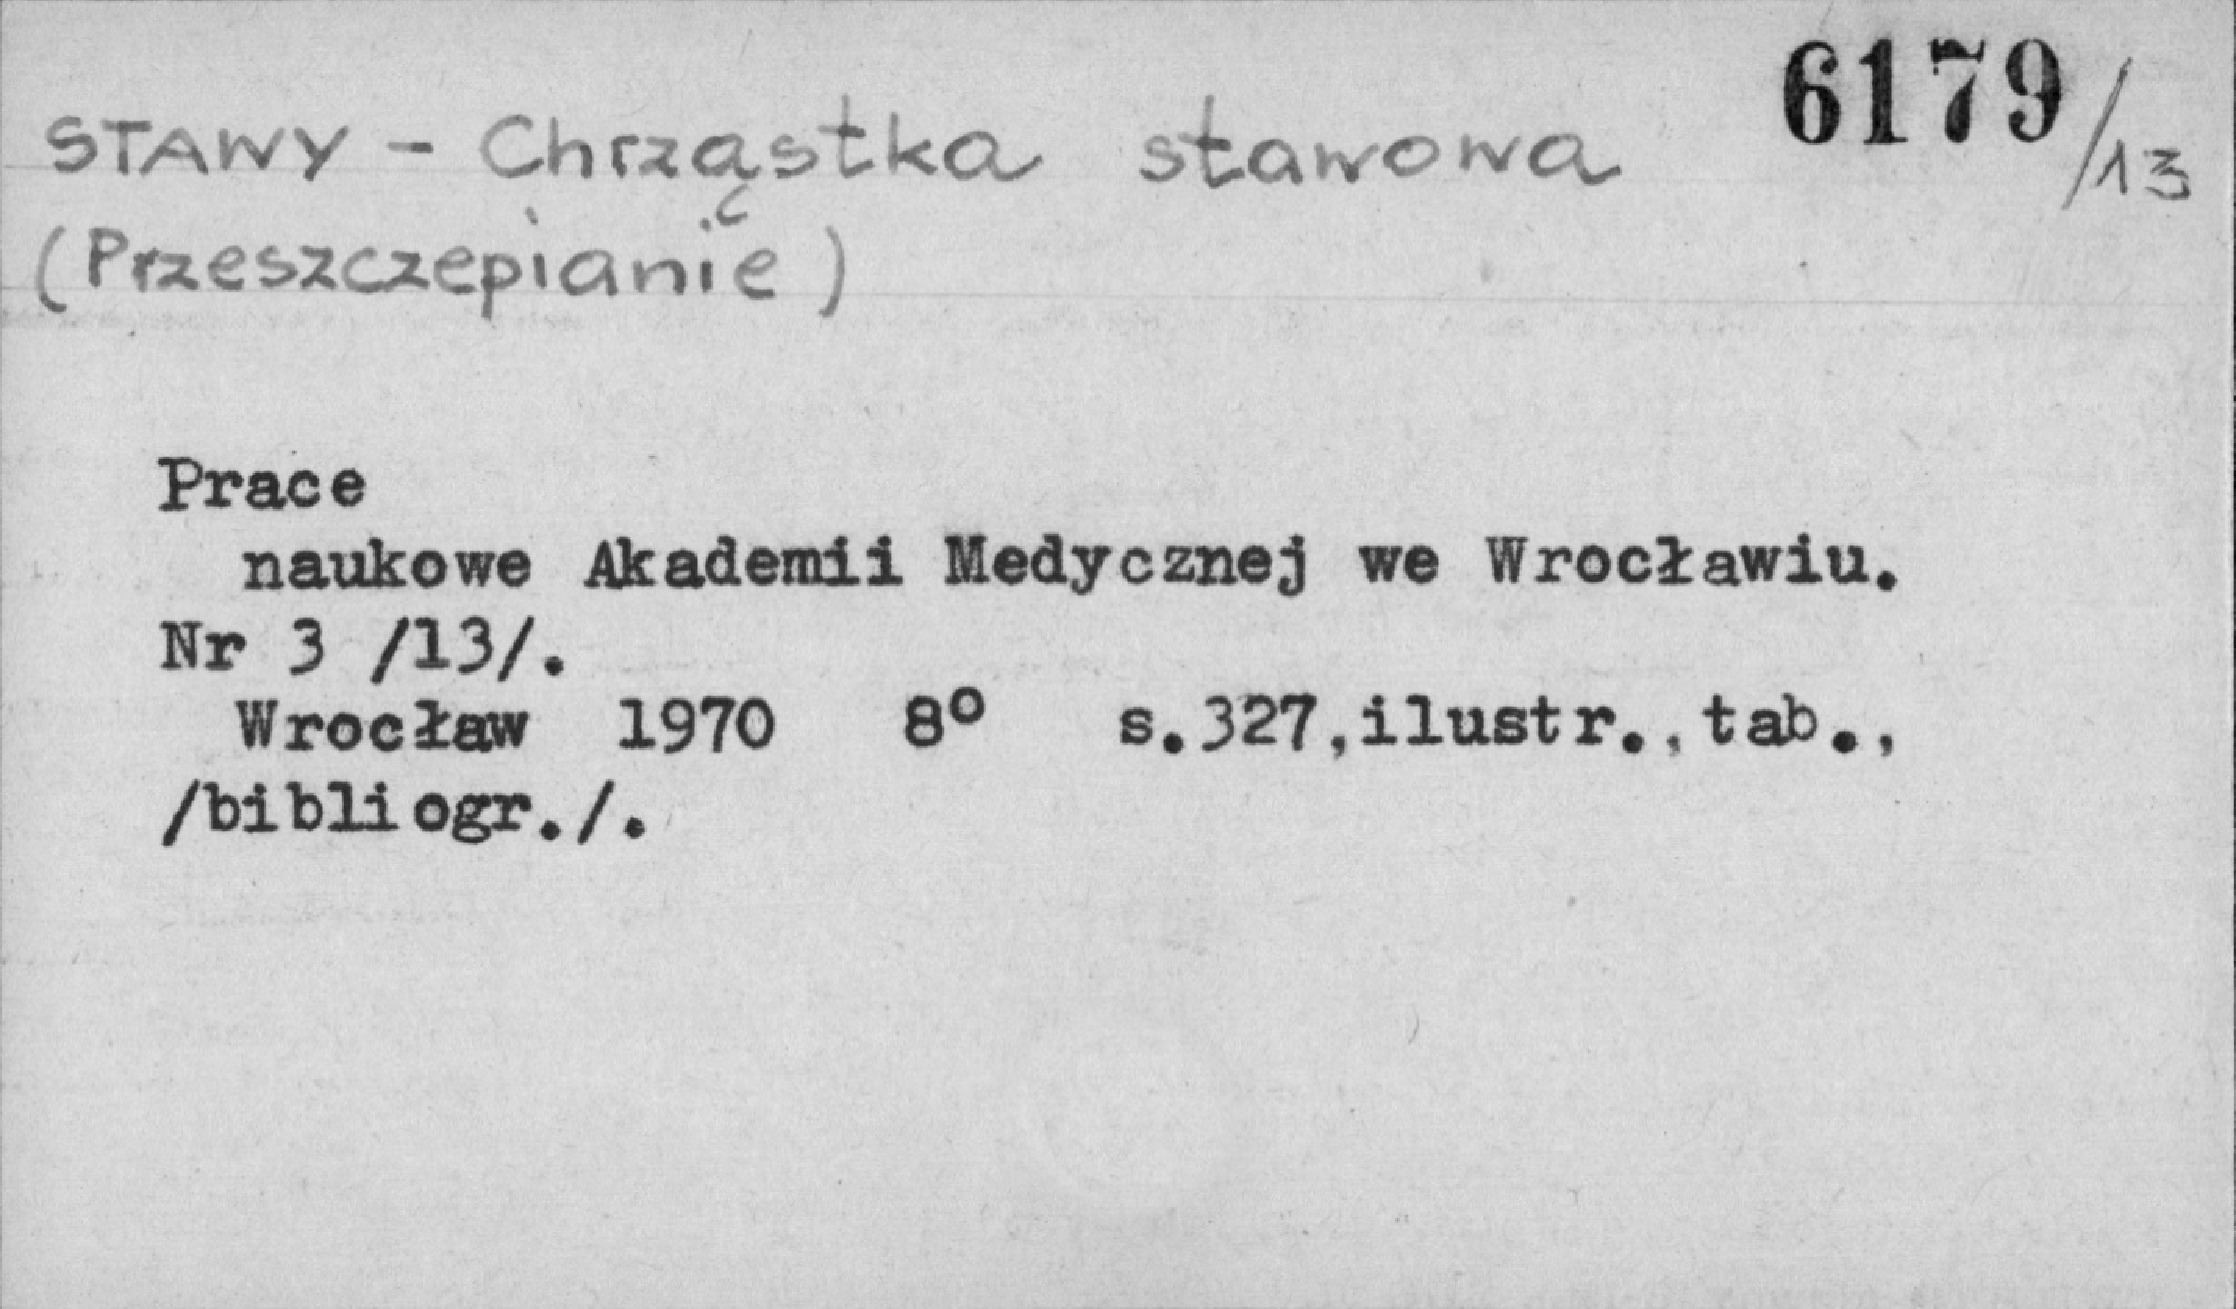 6179/13
STAWY - Chrząstka stawowa
(Przeszczepianie)
Prace
naukowe Akademii Medycznej we Wrocławiu.
Nr 3 /13/.
Wrocław 1970 8° s.327,ilustr.,tab.,
/bibliogr./.